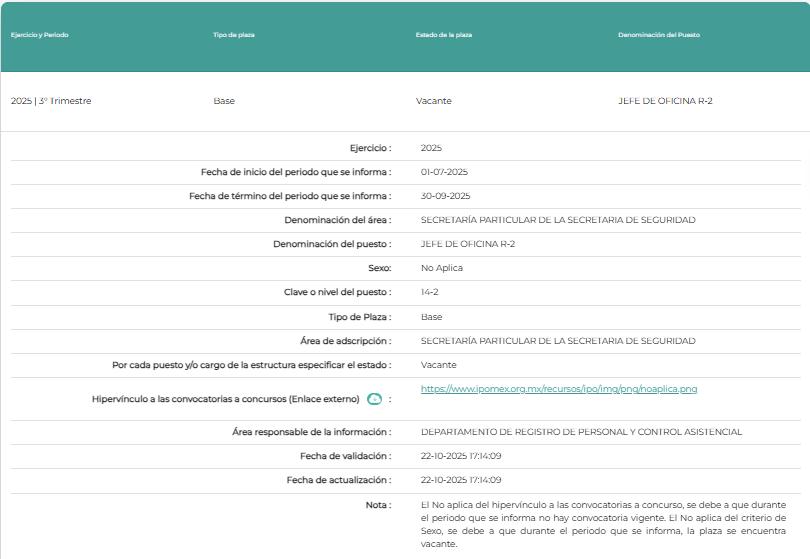 Ejercicio y Periodo Tipo de plaza Estado de la plaza Denominación del Puesto
2025 | 3° Trimestre Base Vacante JEFE DE OFICINA R-2
Ejercicio : 2025
Fecha de inicio del periodo que se informa : 01-07-2025
Fecha de término del periodo que se informa : 30-09-2025
Denominación del área : SECRETARÍA PARTICULAR DE LA SECRETARIA DE SEGURIDAD
Denominación del puesto : JEFE DE OFICINA R-2
Sexo: No Aplica
Clave o nivel del puesto : 14-2
Tipo de Plaza : Base
Área de adscripción : SECRETARÍA PARTICULAR DE LA SECRETARIA DE SEGURIDAD
Por cada puesto y/o cargo de la estructura especificar el estado : Vacante
Hipervínculo a las convocatorias a concursos (Enlace externo) : https://www.ipomex.org.mx/recursos/ipo/img/png/noaplica.png
Área responsable de la información : DEPARTAMENTO DE REGISTRO DE PERSONAL Y CONTROL ASISTENCIAL
Fecha de validación : 22-10-2025 17:14:09
Fecha de actualización : 22-10-2025 17:14:09
Nota : El No aplica del hipervínculo a las convocatorias a concurso, se debe a que durante
el periodo que se informa no hay convocatoria vigente. El No aplica del criterio de
Sexo, se debe a que durante el periodo que se informa, la plaza se encuentra
vacante.